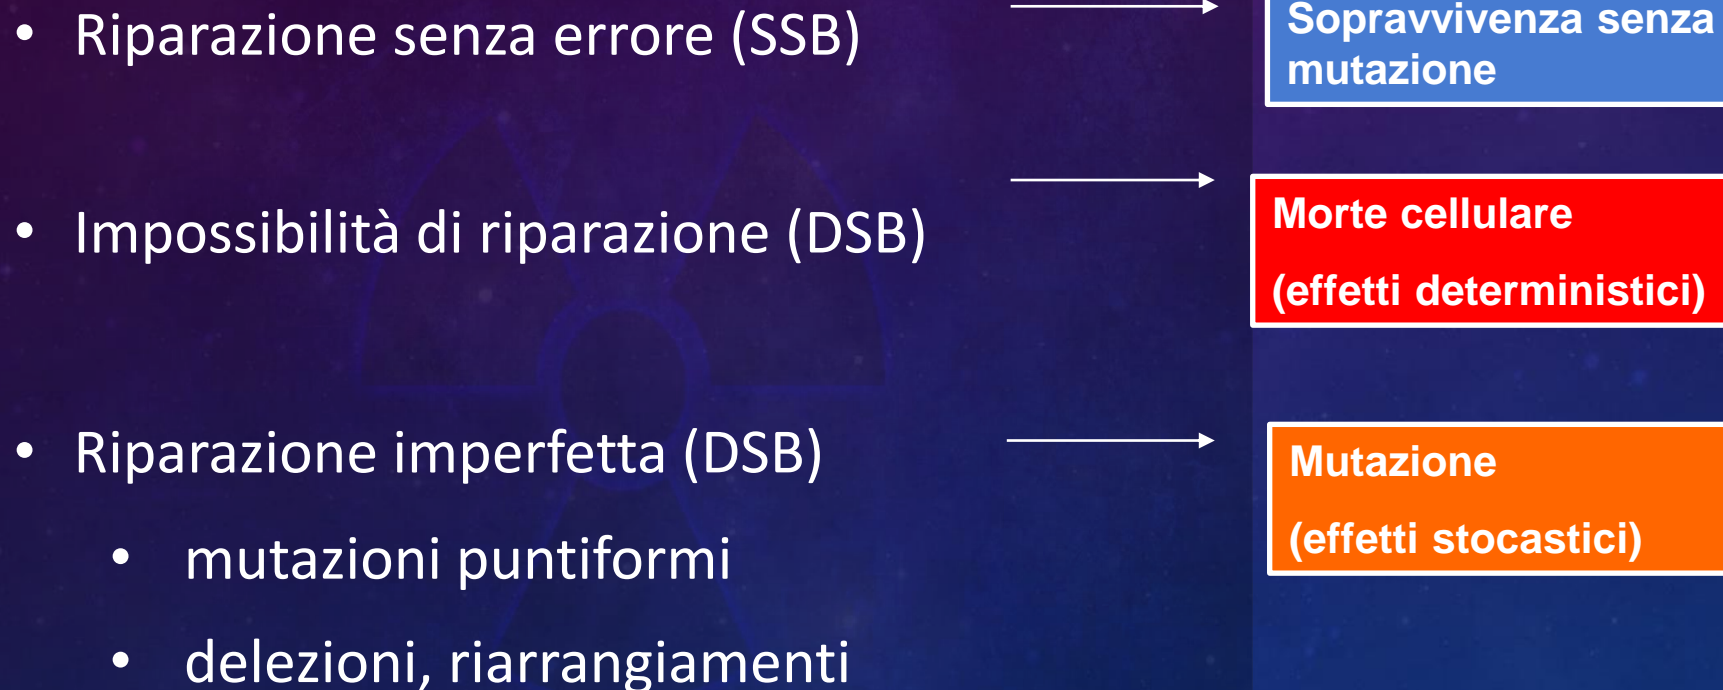 • Riparazione senza errore (SSB)
Sopravvivenza senza
mutazione
• Impossibilità di riparazione (DSB)
Morte cellulare
(effetti deterministici)
• Riparazione imperfetta (DSB)
Mutazione
(effetti stocastici)
• mutazioni puntiformi
• delezioni, riarrangiamenti